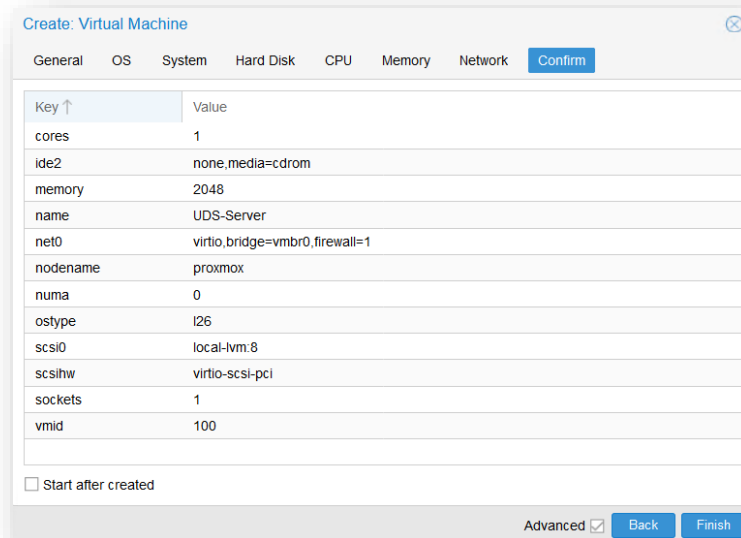 Create: Virtual Machine
General OS System Hard Disk CPU Memory Network Confirm
Key Value
cores 1
ide2 none,media=cdrom
memory 2048
name UDS-Server
net0 virtio,bridge=vmbr0,firewall=1
nodename proxmox
numa 0
ostype l26
scsi0 local-lvm:8
scsihw virtio-scsi-pci
sockets 1
vmid 100
Start after created
Advanced Back Finish